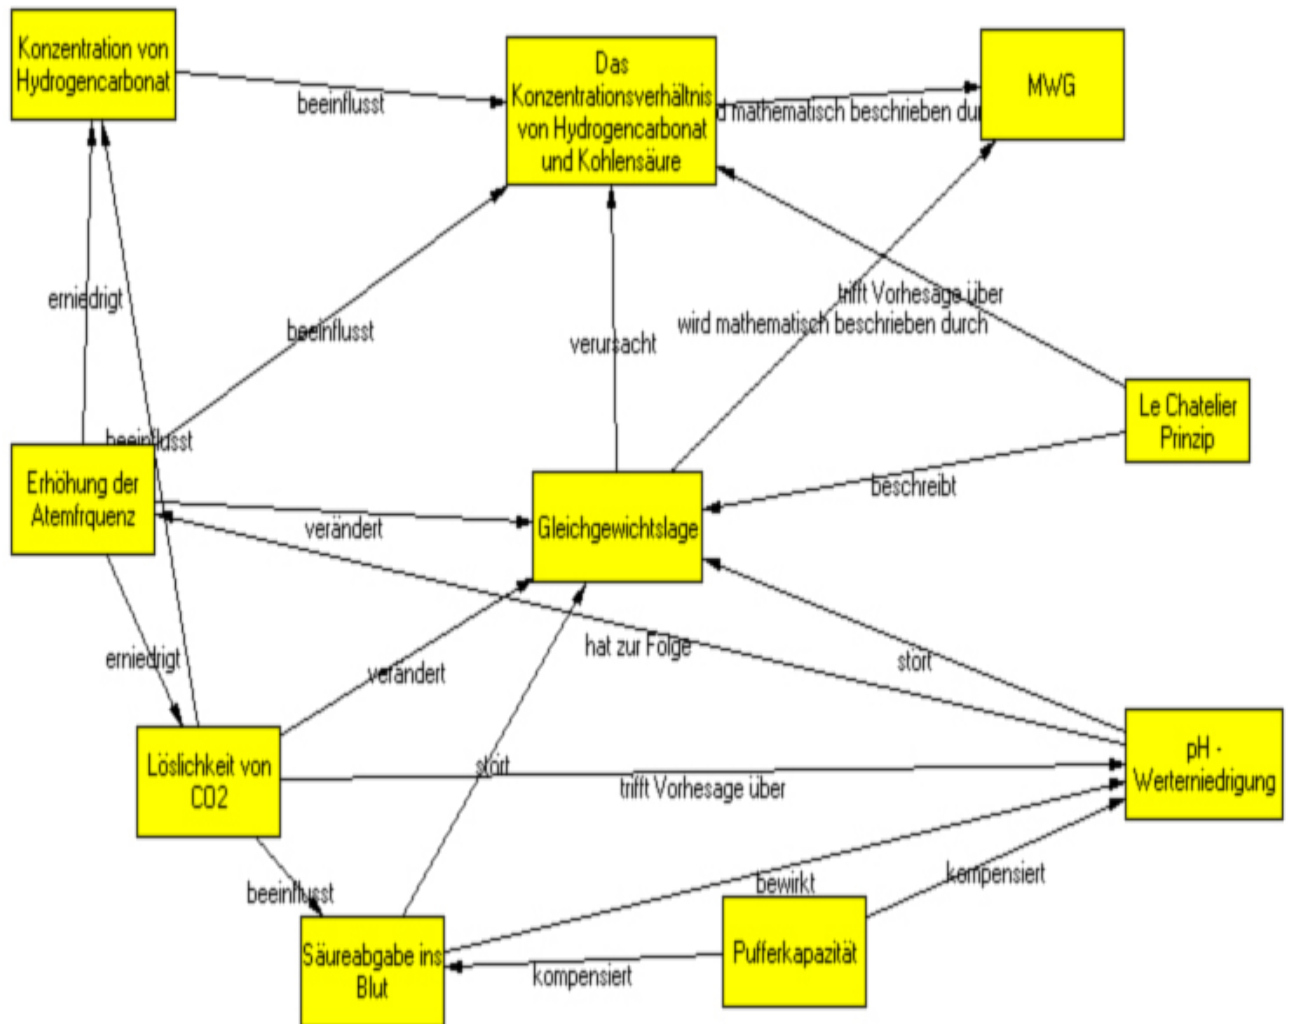 Konzentration von
Hydrogencarbonat
beeinflusst
Das
Konzentrationsverhältnis
von Hydrogencarbonat
und Kohlensäure
d mathematisch beschrieben dur
MWG
erniedrigt
beeinflusst
verursacht
trifft Vorhesage über
wird mathematisch beschrieben durch
Le Chatelier
Prinzip
beeinflusst
Erhöhung der
Atemfrquenz
verändert
Gleichgewichtslage
beschreibt
erniedrigt
verändert
hat zur Folge
stört
Löslichkeit von
CO2
stört
trifft Vorhesage über
pH -
Werterniedrigung
beeinflusst
bewirkt
kompensiert
Säureabgabe ins
Blut
kompensiert
Pufferkapazität